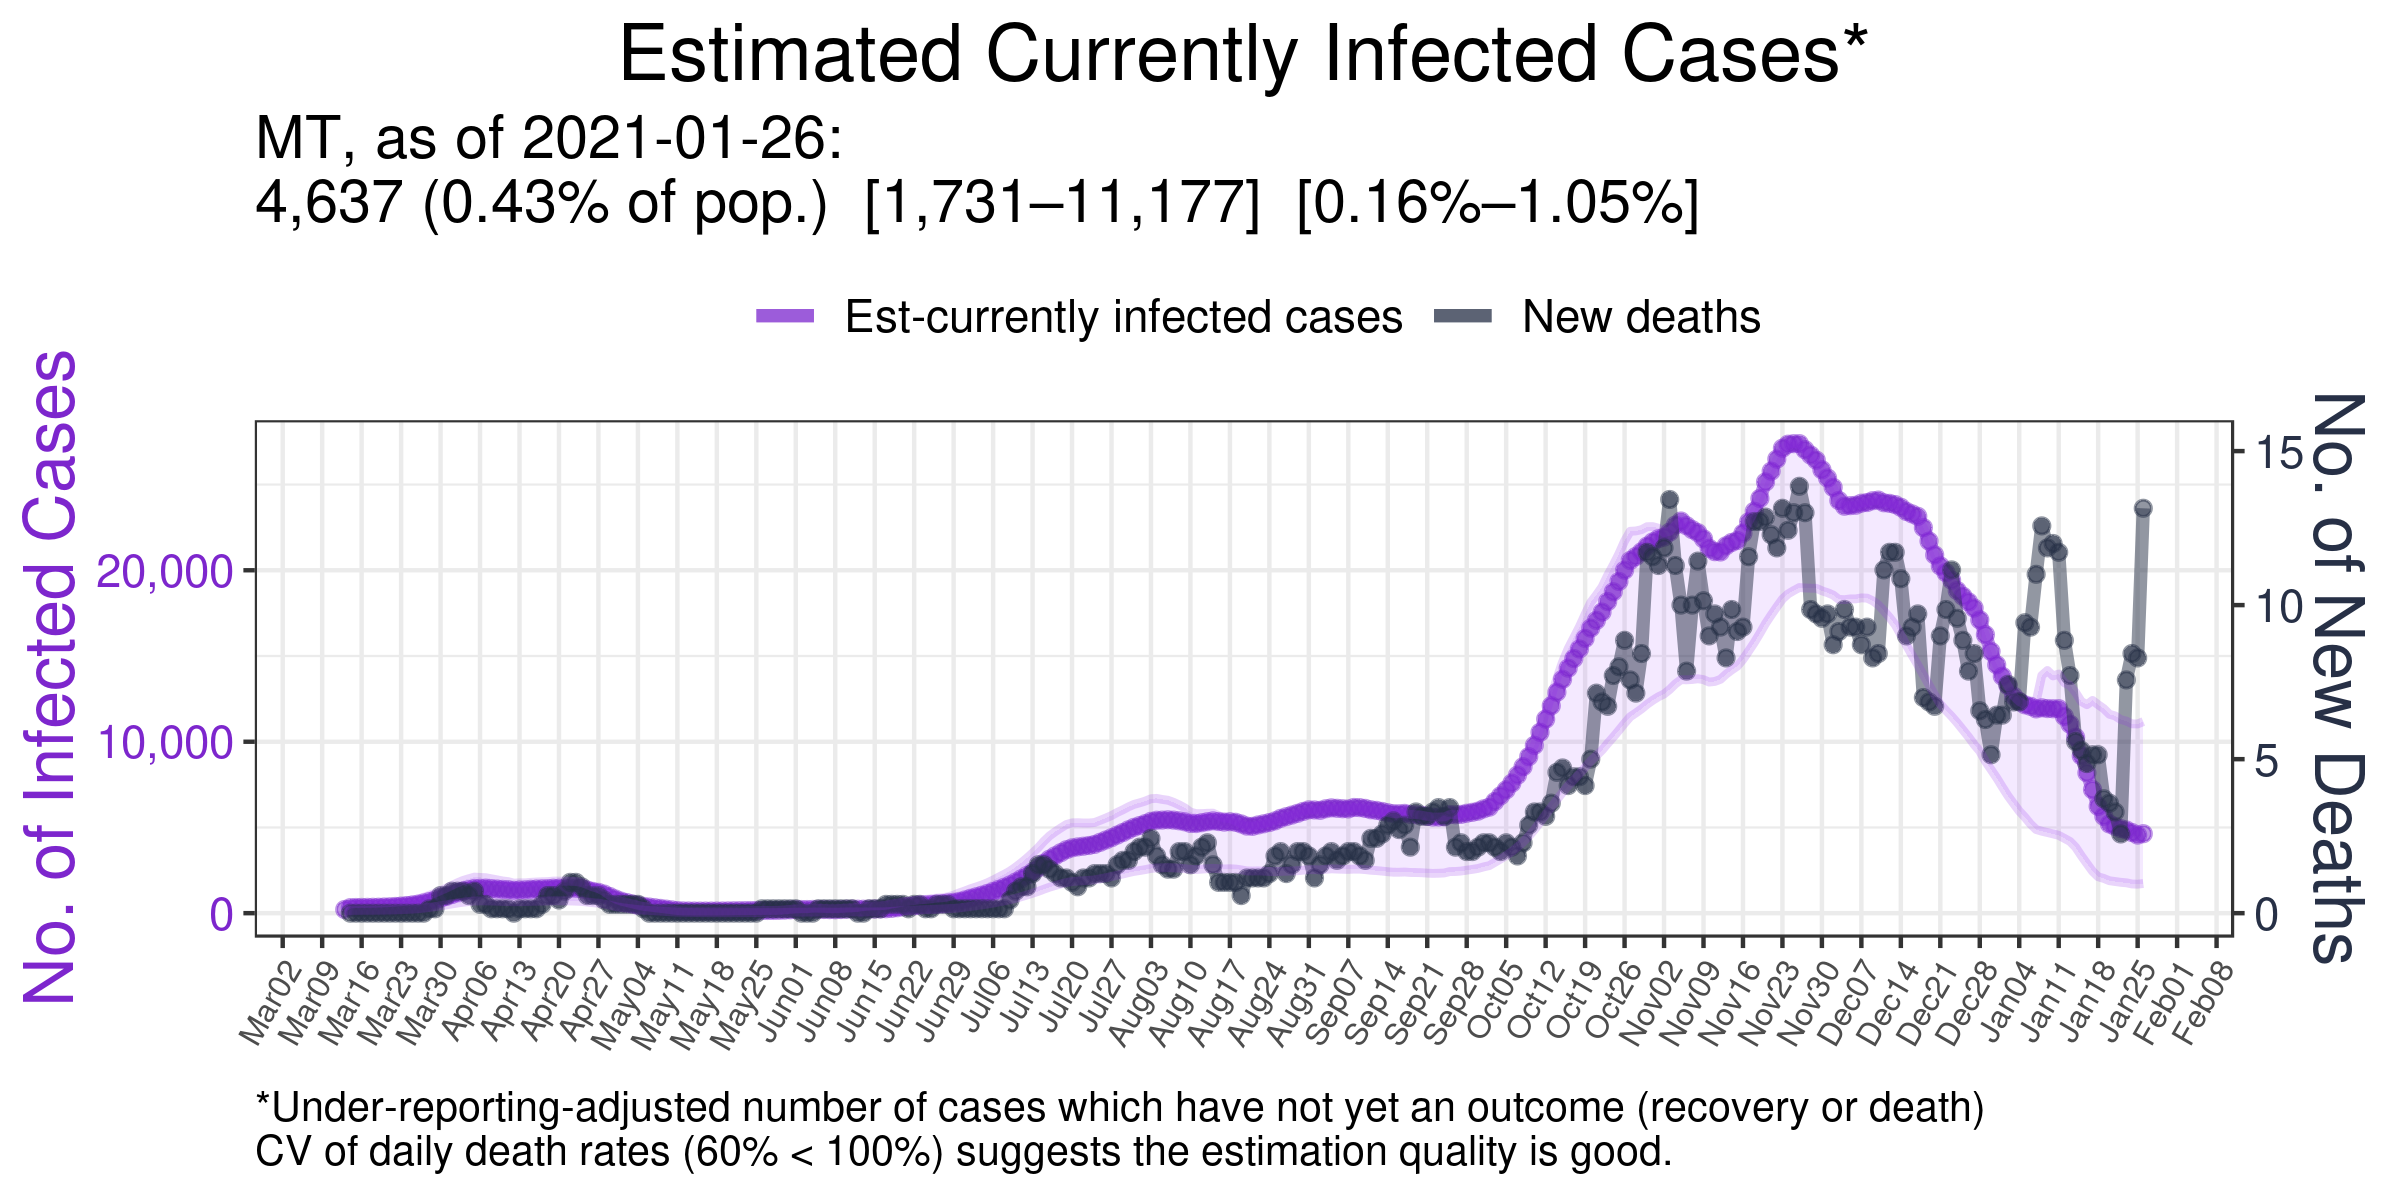 Estimated Currently Infected Cases*
MT, as of 2021-01-26:
4,637 (0.43% of pop.) [1,731–11,177] [0.16%–1.05%]
Est-currently infected cases
New deaths
No. of Infected Cases
20,000
10,000
0
15
10
5
0
No. of New Deaths
Mar02
Mar09
Mar16
Mar23
Mar30
Apr06
Apr13
Apr20
Apr27
May04
May11
May18
May25
Jun01
Jun08
Jun15
Jun22
Jun29
Jul06
Jul13
Jul20
Jul27
Aug03
Aug10
Aug17
Aug24
Aug31
Sep07
Sep14
Sep21
Sep28
Oct05
Oct12
Oct19
Oct26
Nov02
Nov09
Nov16
Nov23
Nov30
Dec07
Dec14
Dec21
Dec28
Jan04
Jan11
Jan18
Jan25
Feb01
Feb08
*Under-reporting-adjusted number of cases which have not yet an outcome (recovery or death)
CV of daily death rates (60% < 100%) suggests the estimation quality is good.